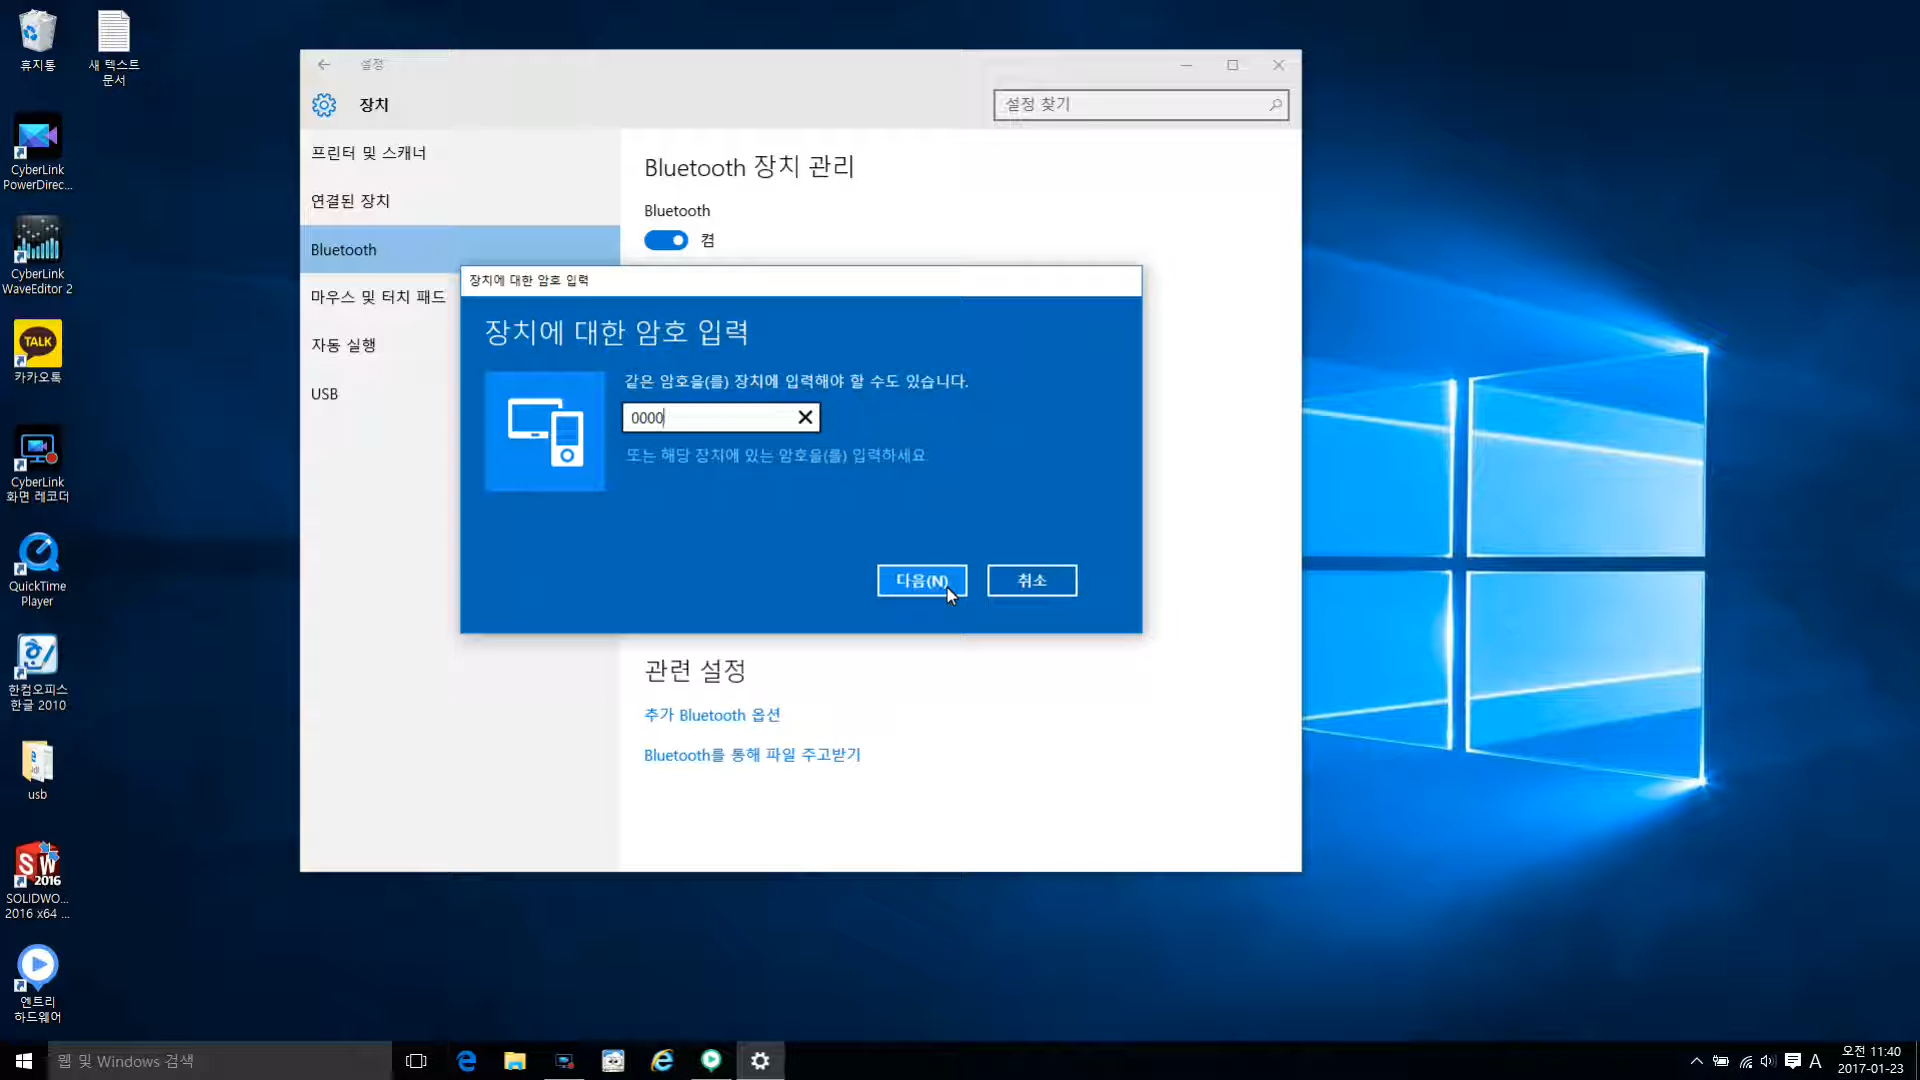 휴지통
새 텍스트
문서
CyberLink
PowerDirec...
CyberLink
WaveEditor 2
TALK
카카오톡
CyberLink
화면 레코더
QuickTime
Player
한컴오피스
한글 2010
usb
SW
2016
SOLIDWO...
2016 x64 ...
엔트리
하드웨어
설정
장치
설정 찾기
프린터 및 스캐너
연결된 장치
Bluetooth
마우스 및 터치 패드
자동 실행
USB
Bluetooth 장치 관리
Bluetooth
켬
장치에 대한 암호 입력
장치에 대한 암호 입력
같은 암호을(를) 장치에 입력해야 할 수도 있습니다.
0000
또는 해당 장치에 있는 암호을(를) 입력하세요.
다음(N)
취소
관련 설정
추가 Bluetooth 옵션
Bluetooth를 통해 파일 주고받기
웹 및 Windows 검색
A
오전 11:40
2017-01-23